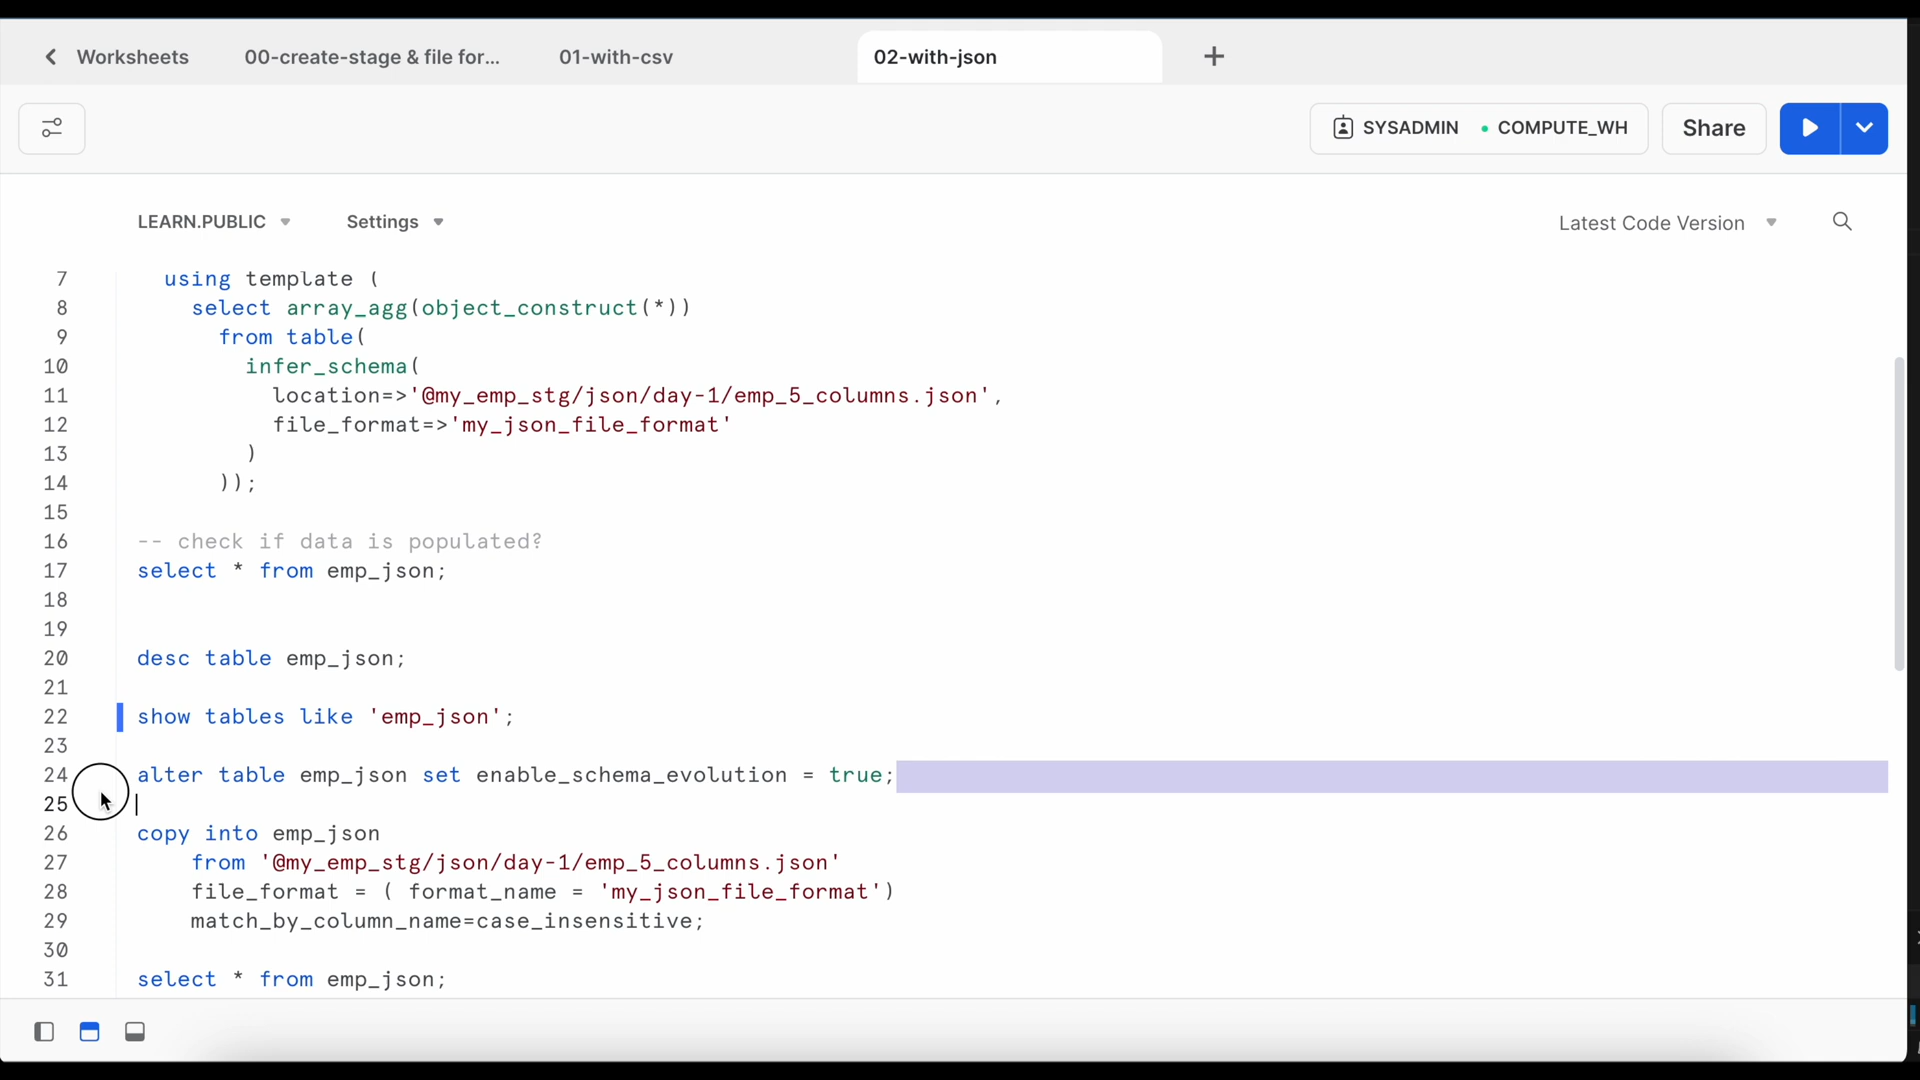 Worksheets 00-create-stage & file for... 01-with-csv 02-with-json +
SYSADMIN COMPUTE_WH Share
LEARN.PUBLIC Settings Latest Code Version
7 using template (
8 select array_agg(object_construct(*))
9 from table(
10 infer_schema(
11 location=>'@my_emp_stg/json/day-1/emp_5_columns.json',
12 file_format=>'my_json_file_format'
13 )
14 ));
15
16 -- check if data is populated?
17 select * from emp_json;
18
19
20 desc table emp_json;
21
22 show tables like 'emp_json';
23
24 alter table emp_json set enable_schema_evolution = true;
25
26 copy into emp_json
27 from '@my_emp_stg/json/day-1/emp_5_columns.json'
28 file_format = ( format_name = 'my_json_file_format')
29 match_by_column_name=case_insensitive;
30
31 select * from emp_json;